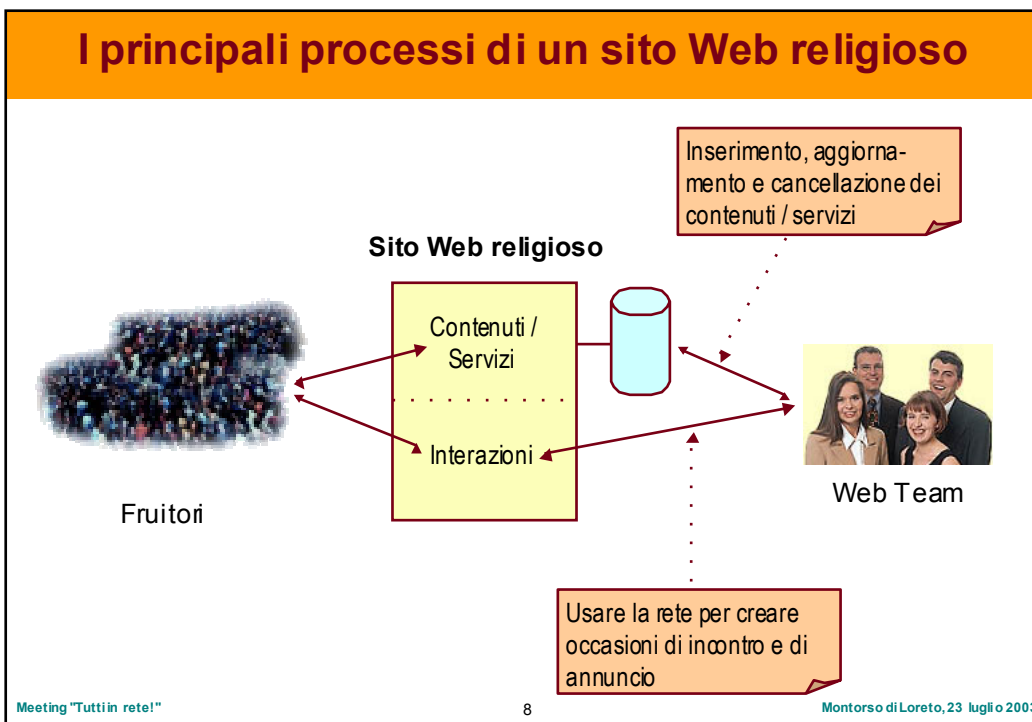 I principali processi di un sito Web religioso
Inserimento, aggiorna-
mento e cancellazione dei
contenuti / servizi
Sito Web religioso
Contenuti /
Servizi
Interazioni
Fruitori
Web Team
Usare la rete per creare
occasioni di incontro e di
annuncio
Meeting "Tutti in rete!"
8
Montorso di Loreto, 23 luglio 2003